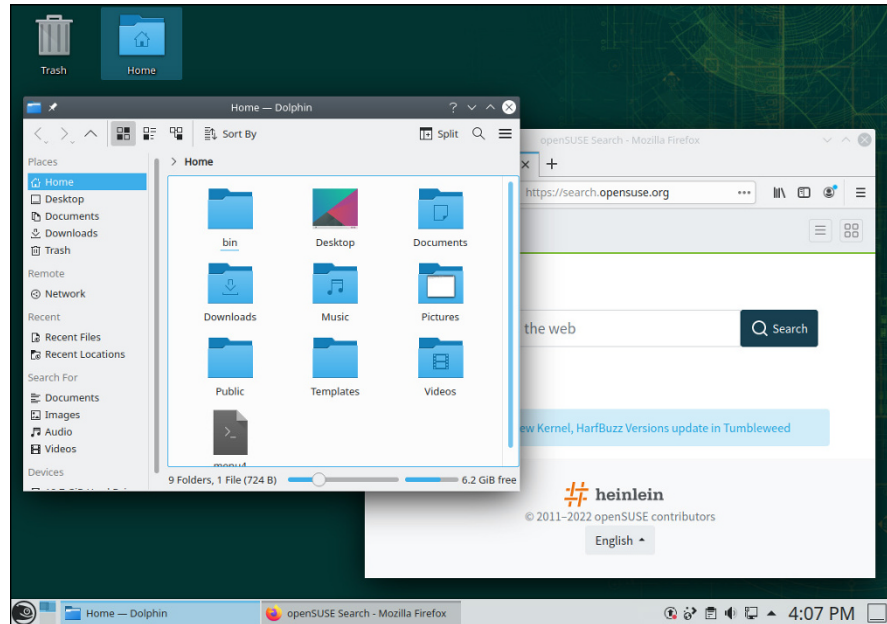 Trash
Home
Home — Dolphin
Sort By
Split
Places
Home
Desktop
Documents
Downloads
Trash
Remote
Network
Recent
Recent Files
Recent Locations
Search For
Documents
Images
Audio
Videos
Devices
> Home
bin
Desktop
Documents
Downloads
Music
Pictures
Public
Templates
Videos
9 Folders, 1 File (724 B)
6.2 GiB free
openSUSE Search - Mozilla Firefox
https://search.opensuse.org
the web
Search
Kernel, HarfBuzz Versions update in Tumbleweed
heinlein
© 2011–2022 openSUSE contributors
English
Home — Dolphin
openSUSE Search - Mozilla Firefox
4:07 PM